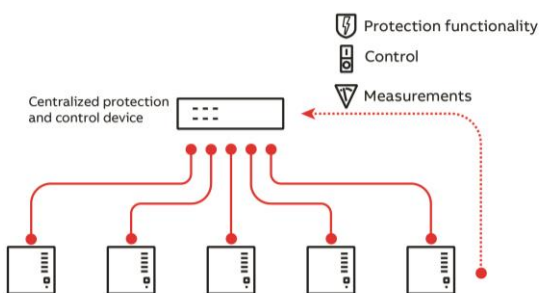 Protection functionality
Control
Measurements
Centralized protection
and control device